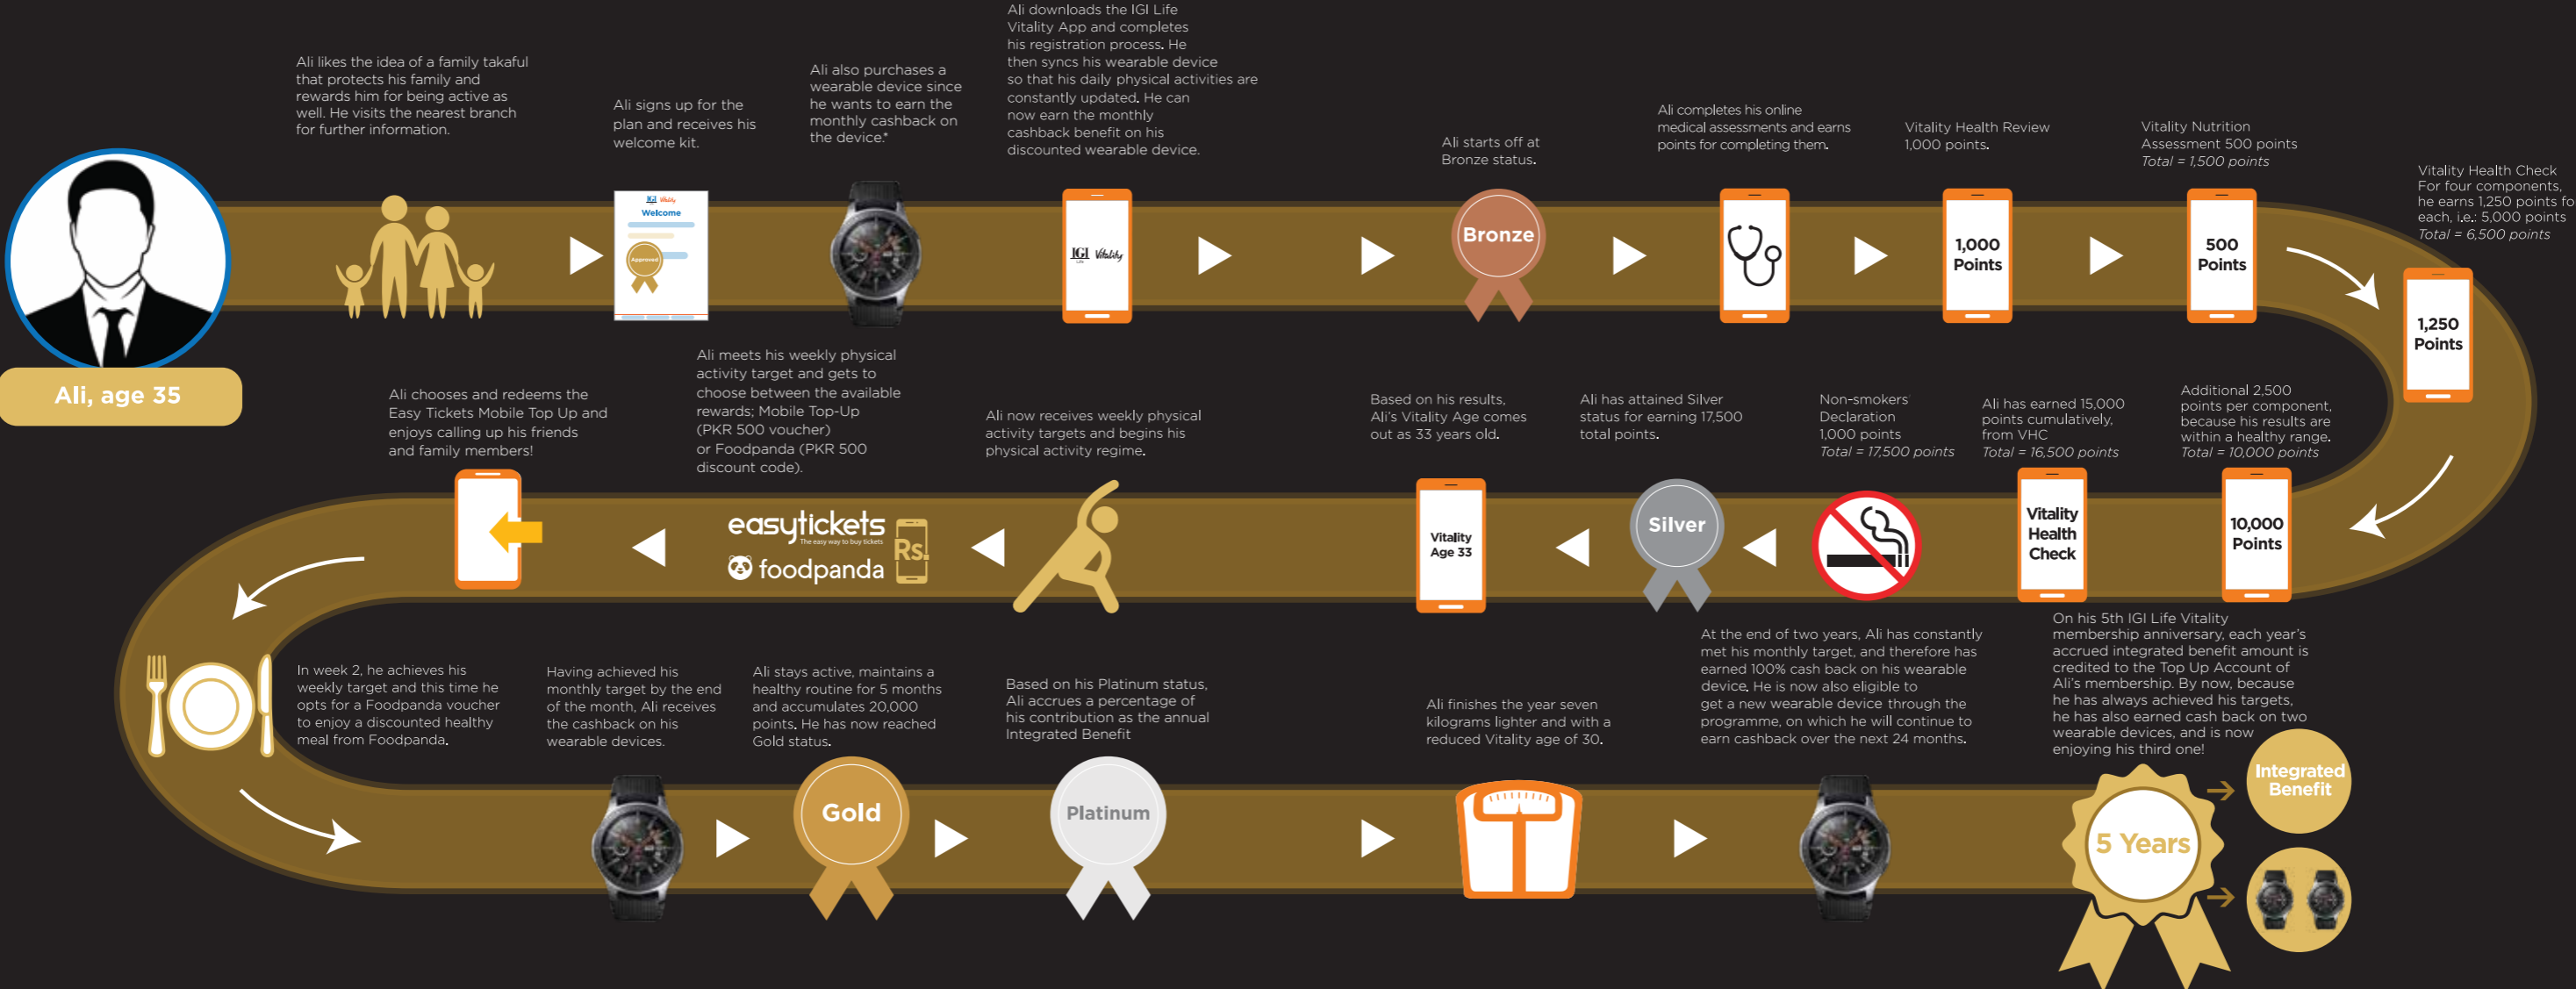 Ali likes the idea of a family takaful
that protects his family and
rewards him for being active as
well. He visits the nearest branch
for further information.
Ali signs up for the
plan and receives his
welcome kit.
Ali also purchases a
wearable device since
he wants to earn the
monthly cashback on
the device.*
Ali downloads the IGI Life
Vitality App and completes
his registration process. He
then syncs his wearable device
so that his daily physical activities are
constantly updated. He can
now earn the monthly
cashback benefit on his
discounted wearable device.
Ali starts off at
Bronze status.
Ali completes his online
medical assessments and earns
points for completing them.
Vitality Health Review
1,000 points.
Vitality Nutrition
Assessment 500 points
Total = 1,500 points
Vitality Health Check
For four components,
he earns 1,250 points fo
each, i.e.: 5,000 points
Total = 6,500 points
IGI Vitality
Welcome
Approved
IGI Vitality
Life
Bronze
1,000
Points
500
Points
1,250
Points
Ali, age 35
Ali chooses and redeems the
Easy Tickets Mobile Top Up and
enjoys calling up his friends
and family members!
Ali meets his weekly physical
activity target and gets to
choose between the available
rewards; Mobile Top-Up
(PKR 500 voucher)
or Foodpanda (PKR 500
discount code).
Ali now receives weekly physical
activity targets and begins his
physical activity regime.
Based on his results,
Ali's Vitality Age comes
out as 33 years old.
Ali has attained Silver
status for earning 17,500
total points.
Non-smokers'
Declaration
1,000 points
Total = 17,500 points
Ali has earned 15,000
points cumulatively,
from VHC
Total = 16,500 points
Additional 2,500
points per component,
because his results are
within a healthy range.
Total = 10,000 points
easytickets
The easy way to buy tickets
foodpanda
Rs.
Vitality
Age 33
Silver
Vitality
Health
Check
10,000
Points
In week 2, he achieves his
weekly target and this time he
opts for a Foodpanda voucher
to enjoy a discounted healthy
meal from Foodpanda.
Having achieved his
monthly target by the end
of the month, Ali receives
the cashback on his
wearable devices.
Ali stays active, maintains a
healthy routine for 5 months
and accumulates 20,000
points. He has now reached
Gold status.
Based on his Platinum status,
Ali accrues a percentage of
his contribution as the annual
Integrated Benefit
Ali finishes the year seven
kilograms lighter and with a
reduced Vitality age of 30.
At the end of two years, Ali has constantly
met his monthly target, and therefore has
earned 100% cash back on his wearable
device. He is now also eligible to
get a new wearable device through the
programme, on which he will continue to
earn cashback over the next 24 months.
On his 5th IGI Life Vitality
membership anniversary, each year's
accrued integrated benefit amount is
credited to the Top Up Account of
Ali's membership. By now, because
he has always achieved his targets,
he has also earned cash back on two
wearable devices, and is now
enjoying his third one!
Gold
Platinum
5 Years
Integrated
Benefit